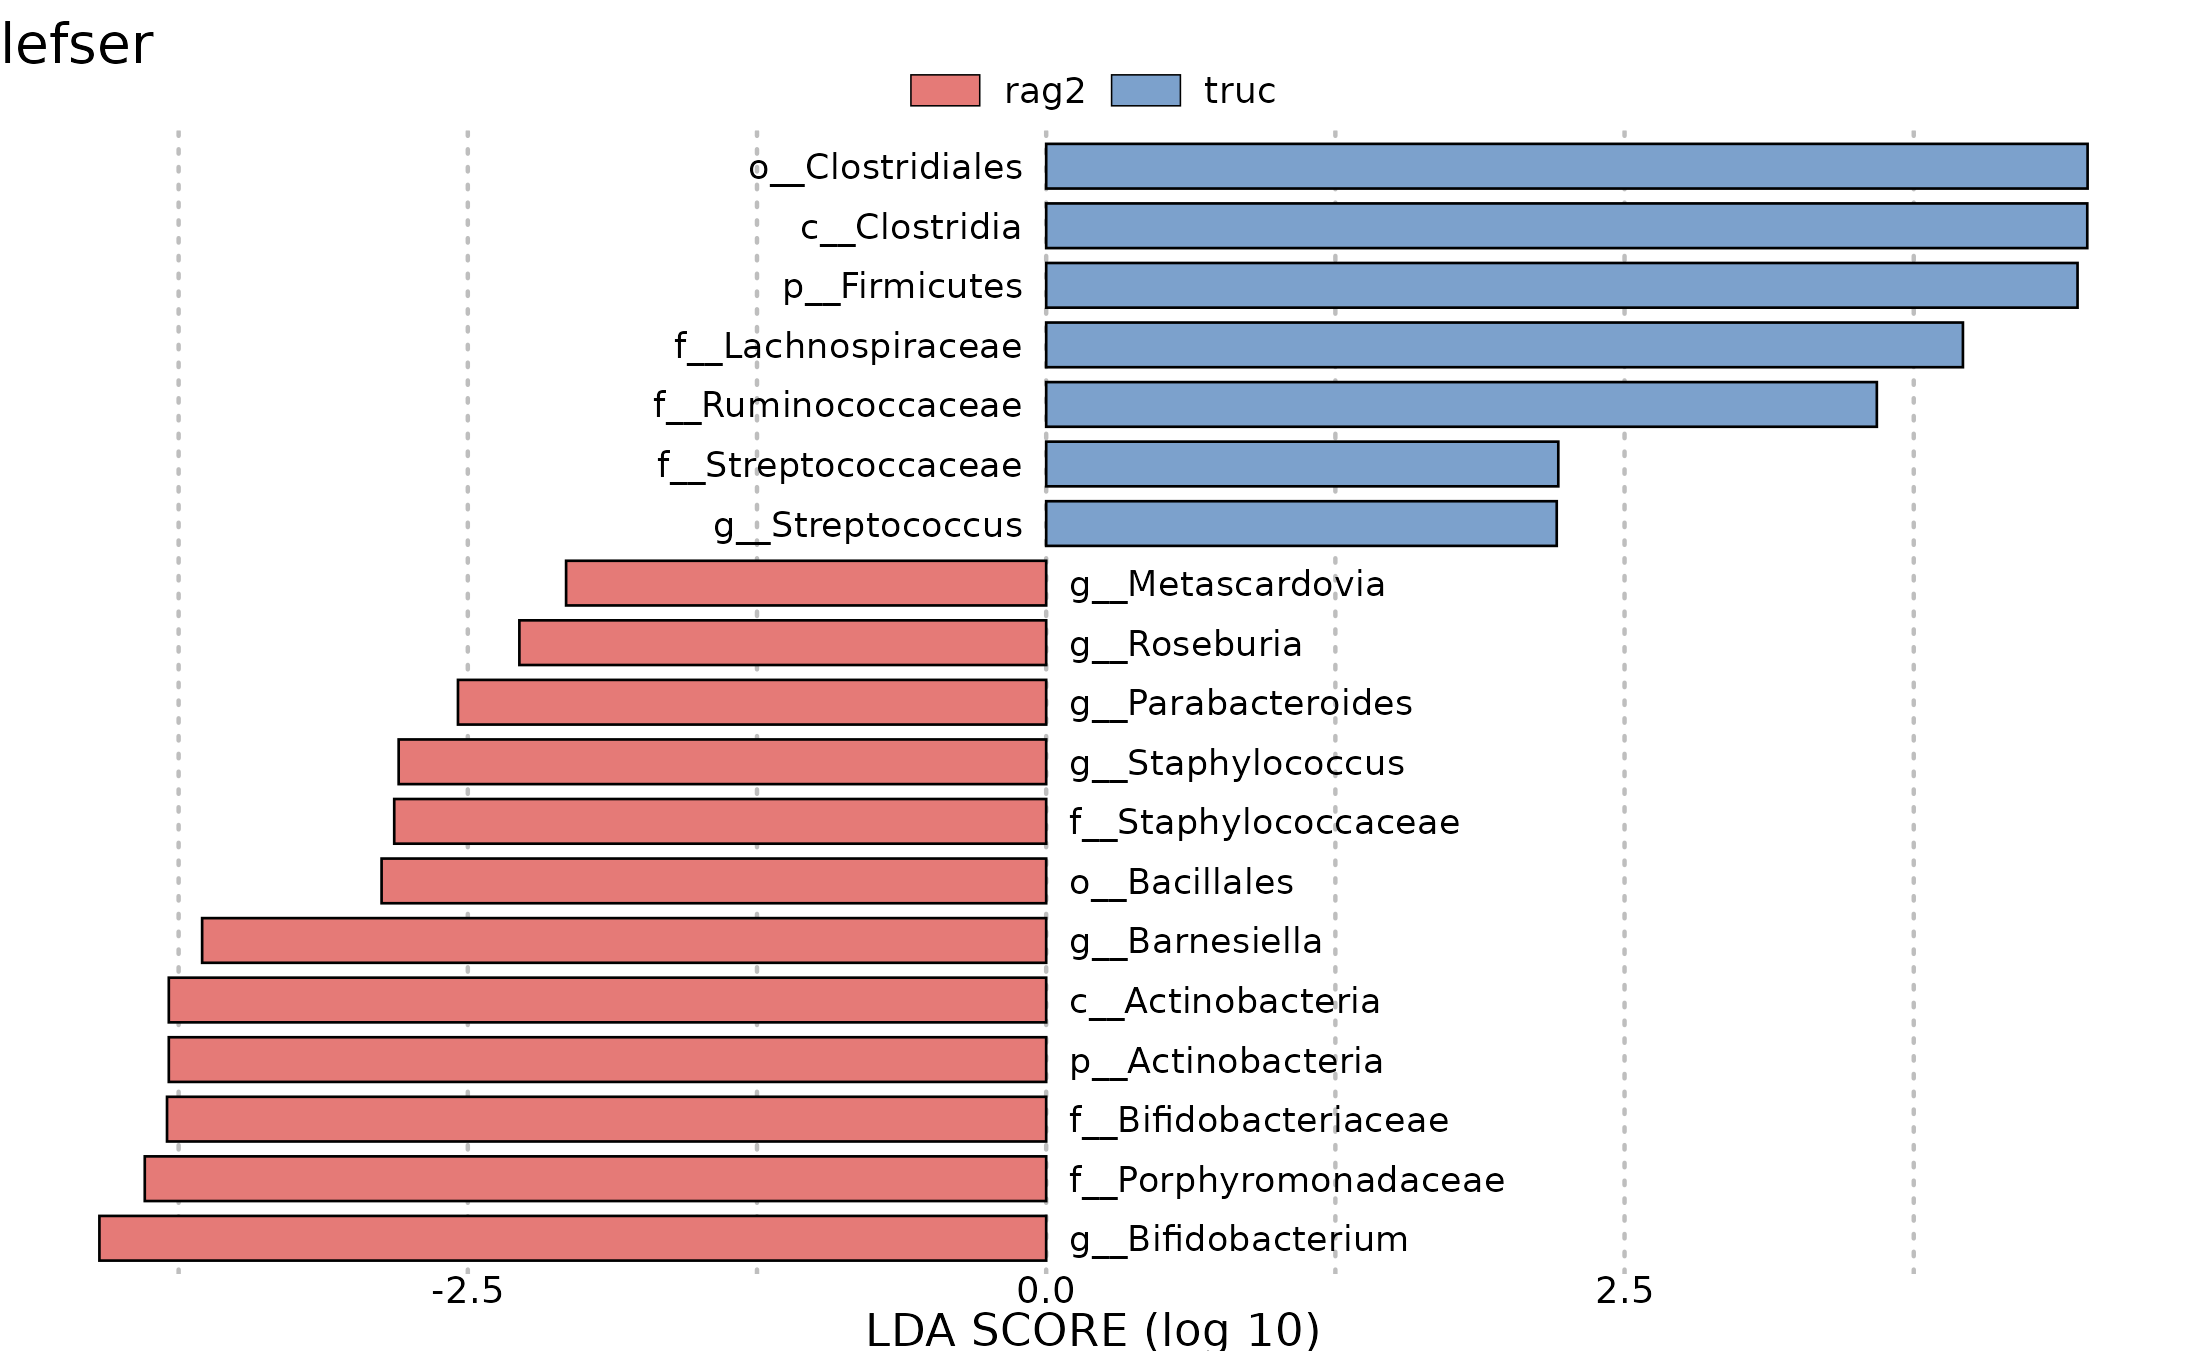 lefser
rag2 truc
o__Clostridiales
c__Clostridia
p__Firmicutes
f__Lachnospiraceae
f__Ruminococcaceae
f__Streptococcaceae
g__Streptococcus
g__Metascardovia
g__Roseburia
g__Parabacteroides
g__Staphylococcus
f__Staphylococcaceae
o__Bacillales
g__Barnesiella
c__Actinobacteria
p__Actinobacteria
f__Bifidobacteriaceae
f__Porphyromonadaceae
g__Bifidobacterium
-2.5 0.0 2.5
LDA SCORE (log 10)